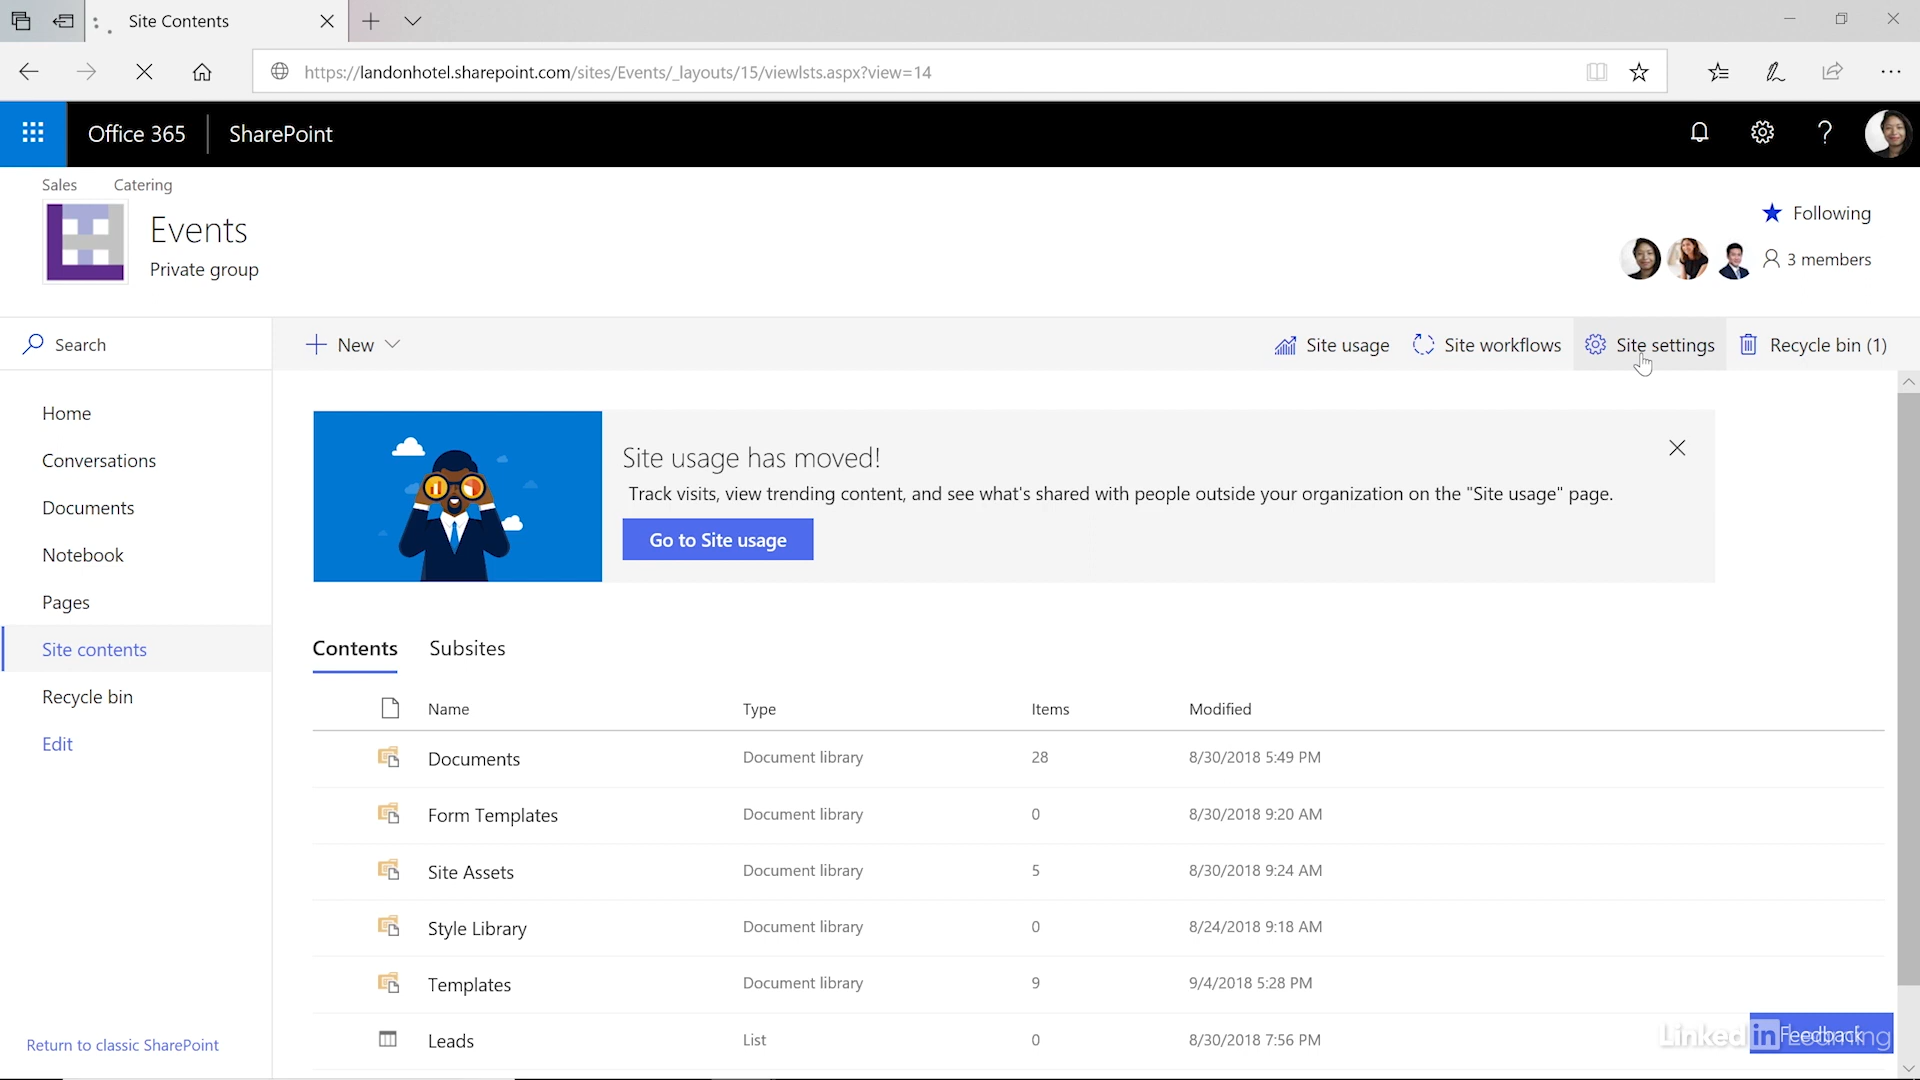 Site Contents
https://landonhotel.sharepoint.com/sites/Events/_layouts/15/viewlsts.aspx?view=14
Office 365
SharePoint
Sales Catering
Events
Private group
Following
3 members
Search
New
Site usage
Site workflows
Site settings
Recycle bin (1)
Home
Conversations
Documents
Notebook
Pages
Site contents
Recycle bin
Edit
Return to classic SharePoint
Site usage has moved!
Track visits, view trending content, and see what's shared with people outside your organization on the "Site usage" page.
Go to Site usage
Contents Subsites
Name Type Items Modified
Documents Document library 28 8/30/2018 5:49 PM
Form Templates Document library 0 8/30/2018 9:20 AM
Site Assets Document library 5 8/30/2018 9:24 AM
Style Library Document library 0 8/24/2018 9:18 AM
Templates Document library 9 9/4/2018 5:28 PM
Leads List 0 8/30/2018 7:56 PM
Feedback
Linked in Learning